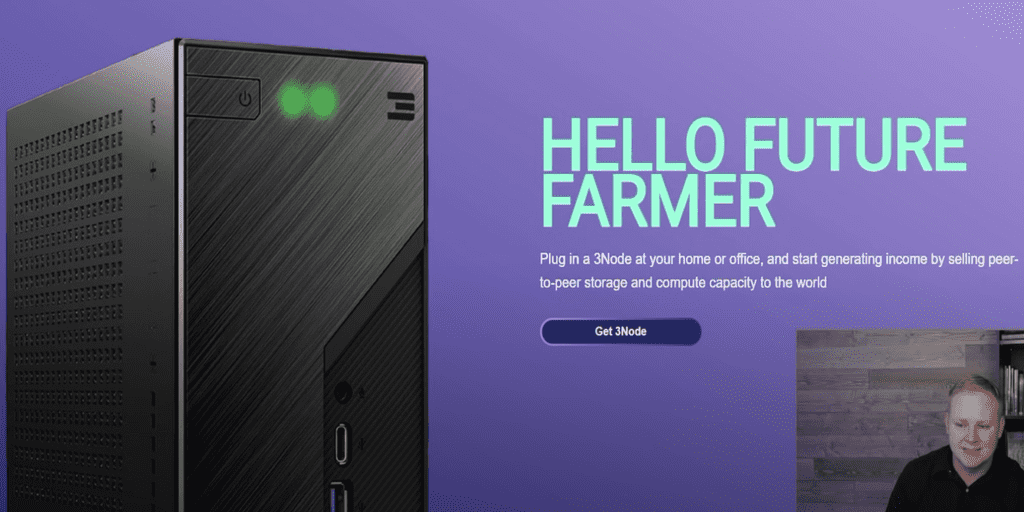 HELLO FUTURE
FARMER
Plug in a 3Node at your home or office, and start generating income by selling peer-
to-peer storage and compute capacity to the world
Get 3Node